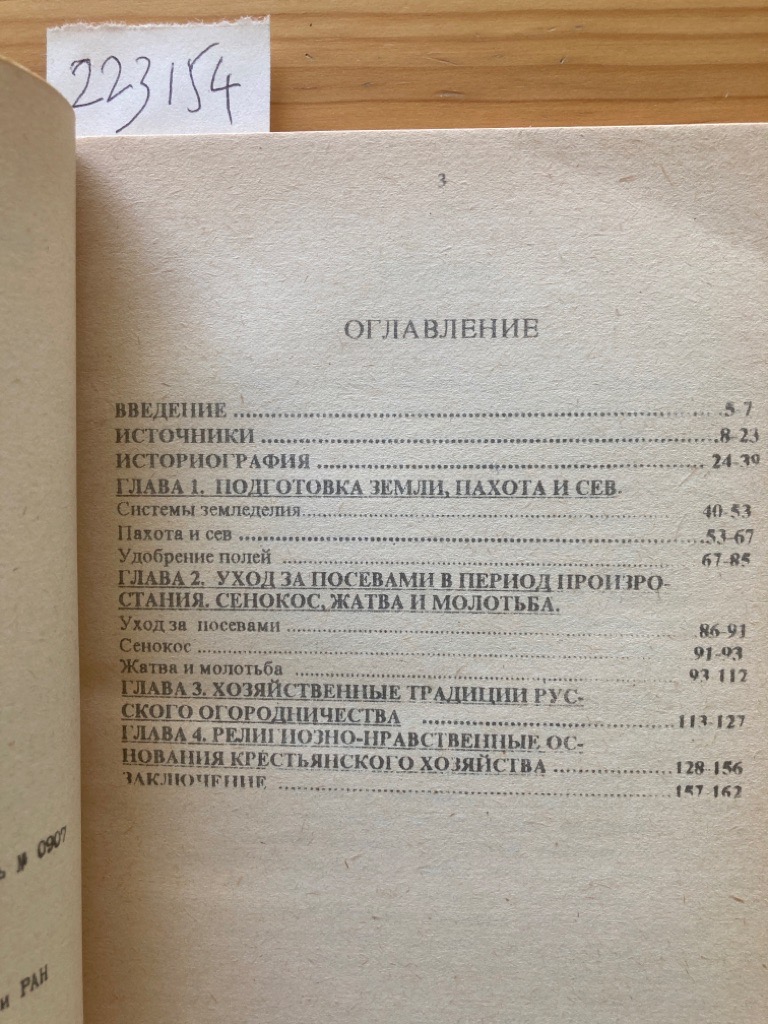 223154
3
ОГЛАВЛЕНИЕ
ВВЕДЕНИЕ ........ 5-7
ИСТОЧНИКИ ........ 8-23
ИСТОРИОГРАФИЯ ........ 24-39
ГЛАВА 1. ПОДГОТОВКА ЗЕМЛИ, ПАХОТА И СЕВ.
Системы земледелия ........ 40-53
Пахота и сев ........ 53-67
Удобрение полей ........ 67-85
ГЛАВА 2. УХОД ЗА ПОСЕВАМИ В ПЕРИОД ПРОИЗРО-
СТАНИЯ. СЕНОКОС, ЖАТВА И МОЛОТЬБА.
Уход за посевами ........ 86-91
Сенокос ........ 91-93
Жатва и молотьба ........ 93-112
ГЛАВА 3. ХОЗЯЙСТВЕННЫЕ ТРАДИЦИИ РУС-
СКОГО ОГОРОДНИЧЕСТВА ........ 113-127
ГЛАВА 4. РЕЛИГИОЗНО-НРАВСТВЕННЫЕ ОС-
НОВАНИЯ КРЕСТЬЯНСКОГО ХОЗЯЙСТВА ........ 128-156
ЗАКЛЮЧЕНИЕ ........ 157-162
ь № 0907
и РАН